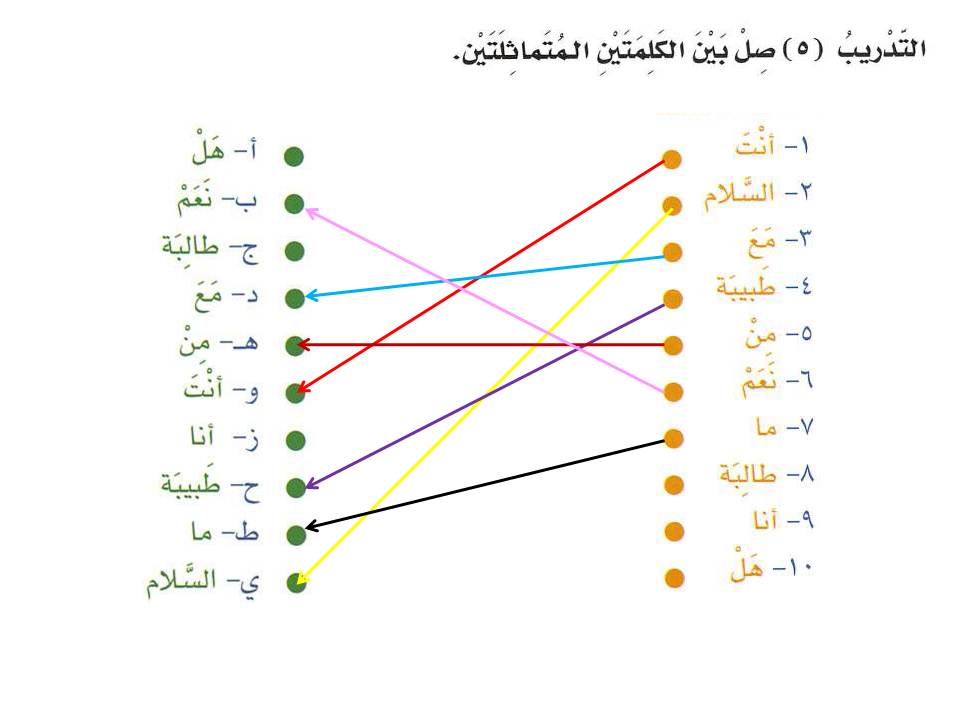 التّدْريبُ (٥) صِلْ بَيْنَ الكَلِمَتَيْنِ المُتَماثِلَتَيْن.
١- أنْتَ
٢- السَّلام
٣- مَعَ
٤- طَبيبَة
٥- مِنْ
٦- نَعَمْ
٧- ما
٨- طالِبَة
٩- أنا
١٠- هَلْ
أ- هَلْ
ب- نَعَمْ
ج- طالِبَة
د- مَعَ
هـ- مِنْ
و- أنْتَ
ز- أنا
ح- طَبيبَة
ط- ما
ي- السَّلام